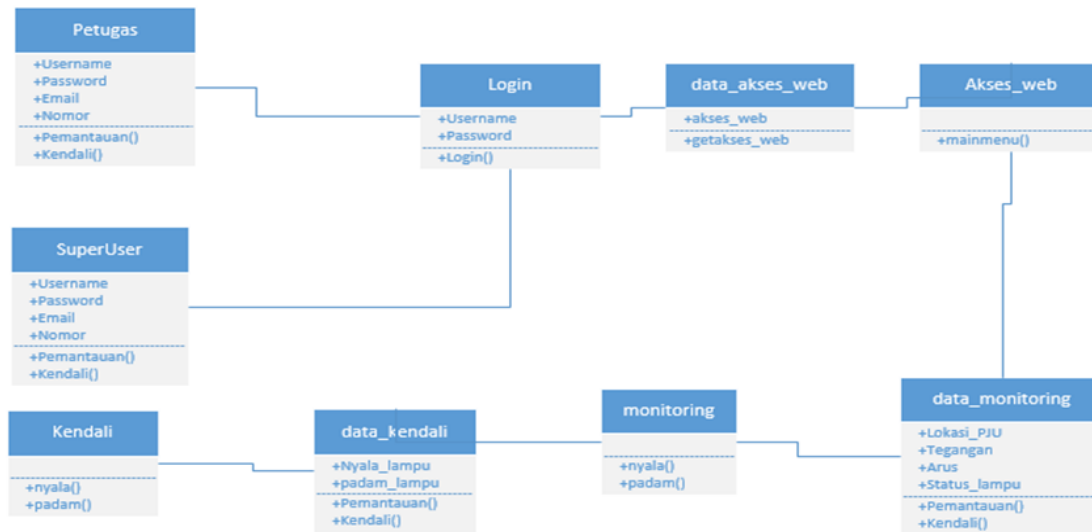 Petugas
+Username
+Password
+Email
+Nomor
+Pemantauan()
+Kendali()
Login
+Username
+Password
+Login()
data_akses_web
+akses_web
+getakses_web
Akses_web
+mainmenu()
SuperUser
+Username
+Password
+Email
+Nomor
+Pemantauan()
+Kendali()
Kendali
+nyala()
+padam()
data_kendali
+Nyala_lampu
+padam_lampu
+Pemantauan()
+Kendali()
monitoring
+nyala()
+padam()
data_monitoring
+Lokasi_PJU
+Tegangan
+Arus
+Status_lampu
+Pemantauan()
+Kendali()